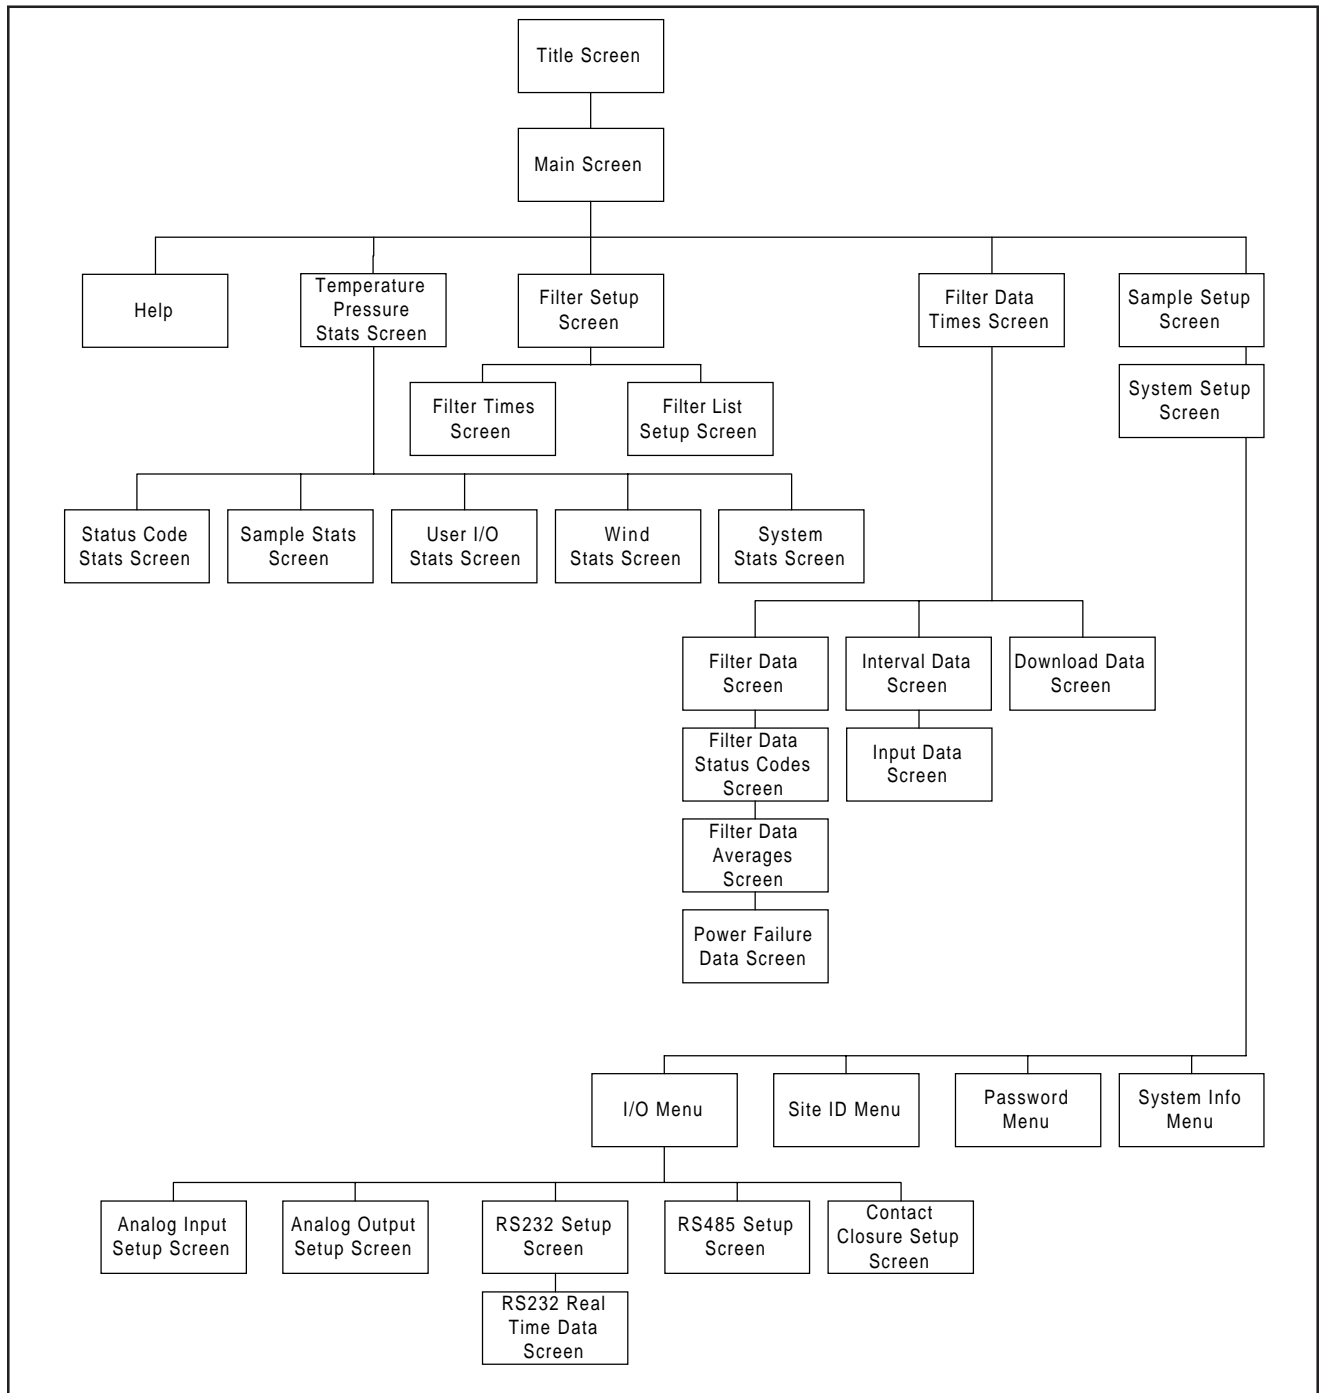 Title Screen
Main Screen
Help
Temperature
Pressure
Stats Screen
Filter Setup
Screen
Filter Data
Times Screen
Sample Setup
Screen
Filter Times
Screen
Filter List
Setup Screen
System Setup
Screen
Status Code
Stats Screen
Sample Stats
Screen
User I/O
Stats Screen
Wind
Stats Screen
System
Stats Screen
Filter Data
Screen
Interval Data
Screen
Download Data
Screen
Filter Data
Status Codes
Screen
Input Data
Screen
Filter Data
Averages
Screen
Power Failure
Data Screen
I/O Menu
Site ID Menu
Password
Menu
System Info
Menu
Analog Input
Setup Screen
Analog Output
Setup Screen
RS232 Setup
Screen
RS485 Setup
Screen
Contact
Closure Setup
Screen
RS232 Real
Time Data
Screen